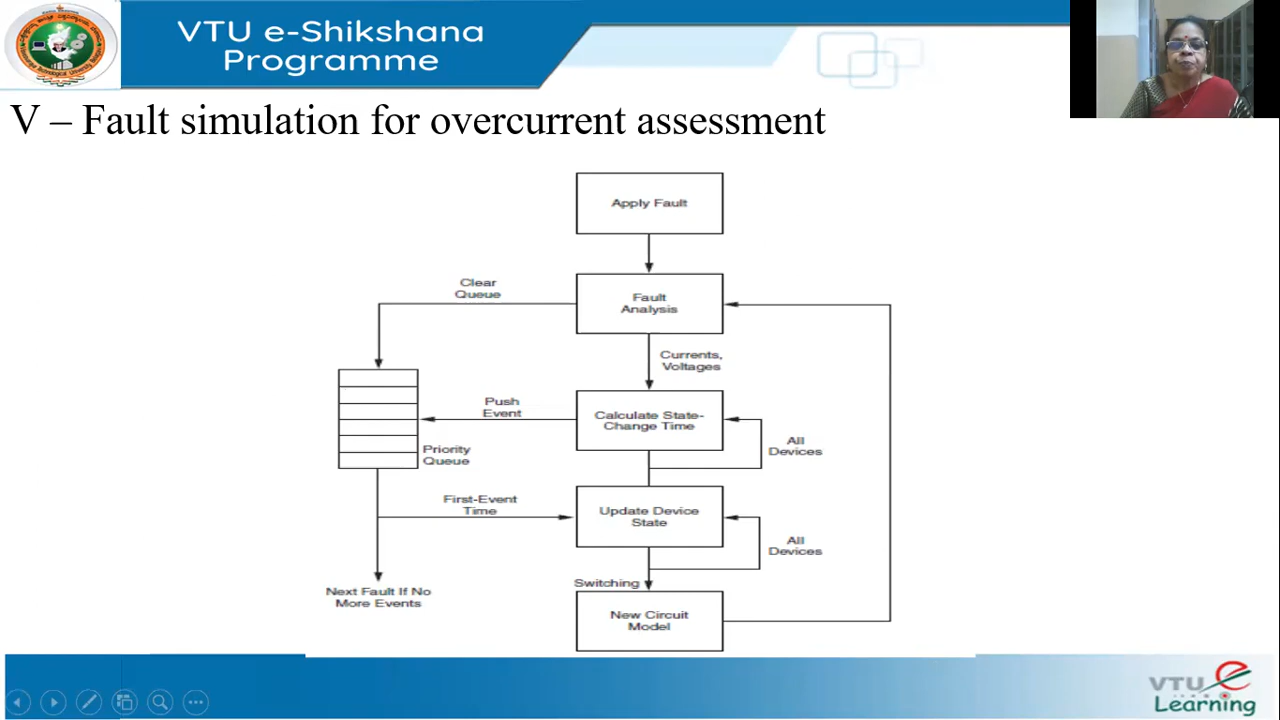 VTU e-Shikshana
Programme
V – Fault simulation for overcurrent assessment
Apply Fault
Clear
Queue
Fault
Analysis
Currents,
Voltages
Push
Event
Calculate State-
Change Time
All
Devices
Priority
Queue
First-Event
Time
Update Device
State
All
Devices
Switching
Next Fault If No
More Events
New Circuit
Model
VTU e
Learning